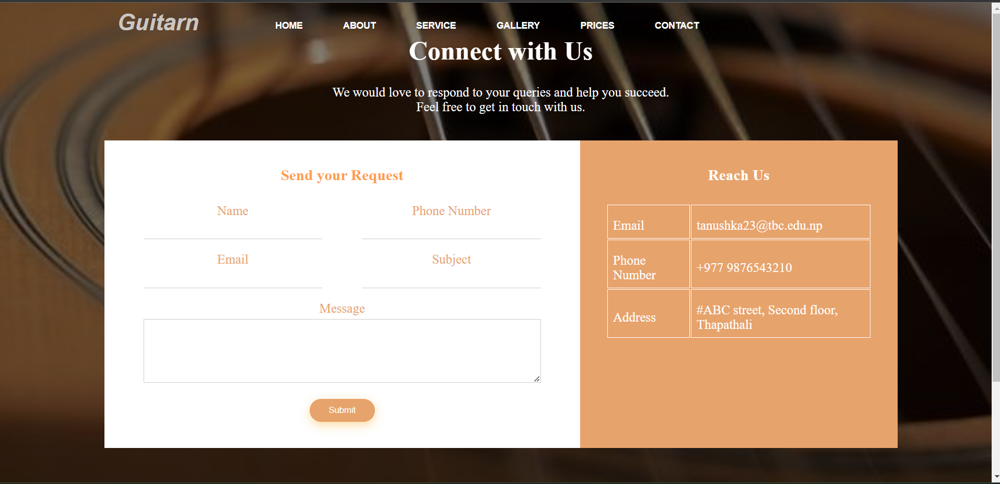 Guitarn
HOME ABOUT SERVICE GALLERY PRICES CONTACT
Connect with Us
We would love to respond to your queries and help you succeed.
Feel free to get in touch with us.
Send your Request
Name
Phone Number
Email
Subject
Message
Submit
Reach Us
Email
tanushka23@tbc.edu.np
Phone
Number
+977 9876543210
Address
#ABC street, Second floor,
Thapathali